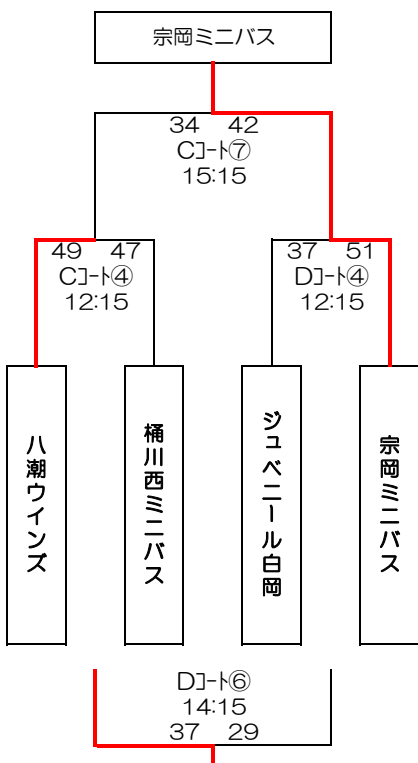 宗岡ミニバス
34 42
Cｺｰﾄ⑦
15:15
49 47
Cｺｰﾄ④
12:15
37 51
Dｺｰﾄ④
12:15
八潮ウインズ
桶川西ミニバス
ジュベニール白岡
宗岡ミニバス
Dｺｰﾄ⑥
14:15
37 29